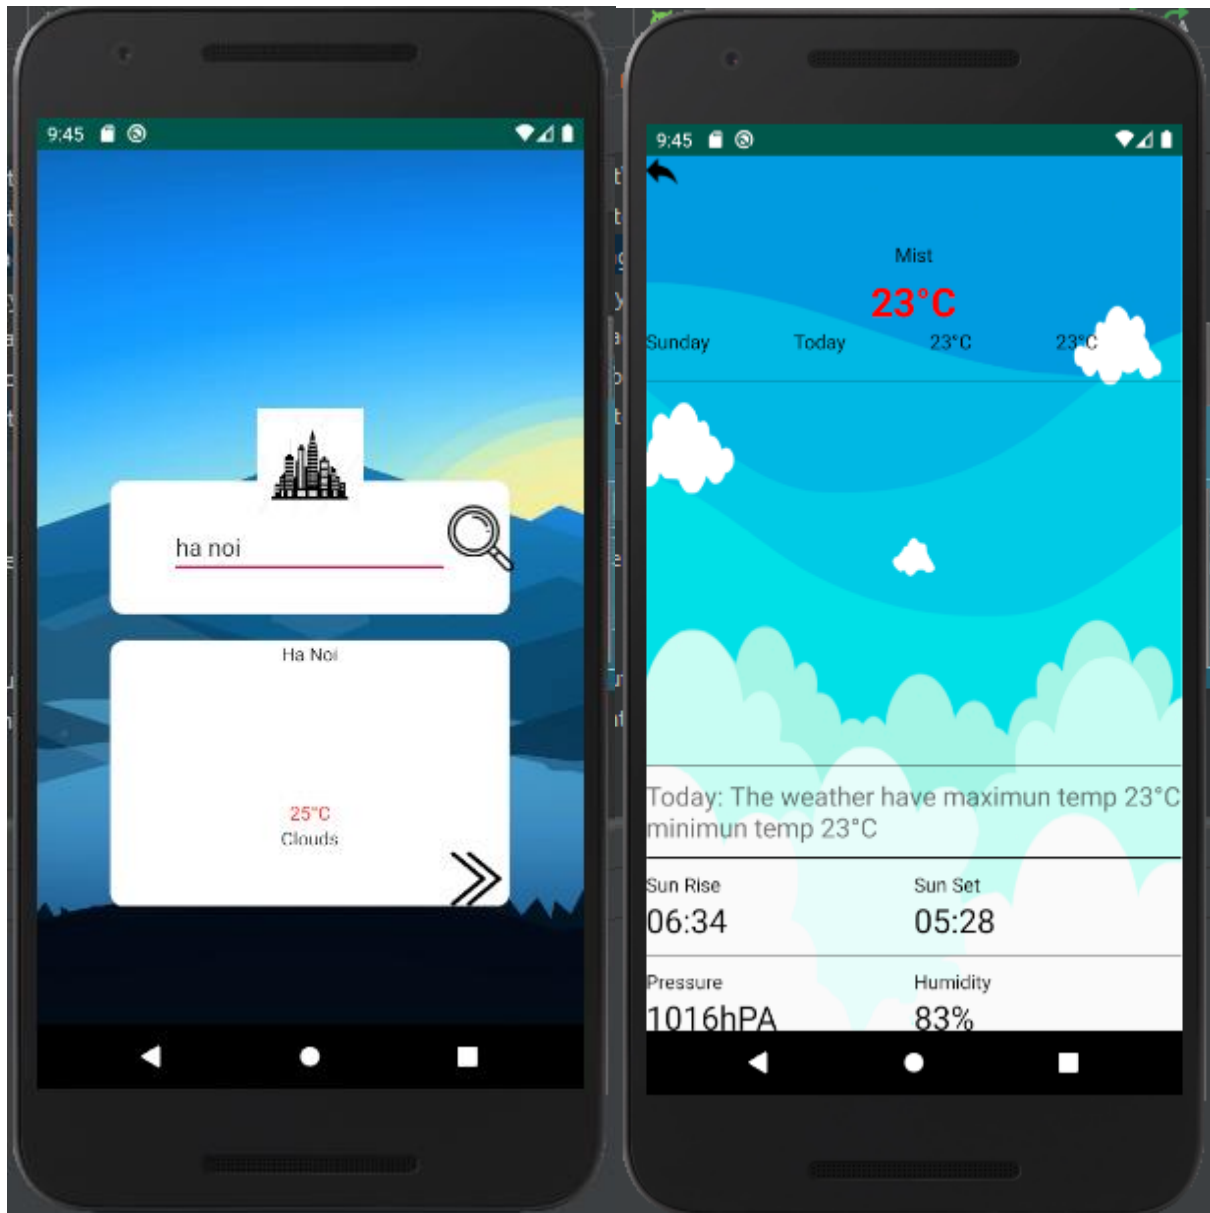 9:45
ha noi
Ha Noi
25°C
Clouds
9:45
Mist
23°C
Sunday Today 23°C 23°C
Today: The weather have maximun temp 23°C
minimun temp 23°C
Sun Rise Sun Set
06:34 05:28
Pressure Humidity
1016hPA 83%